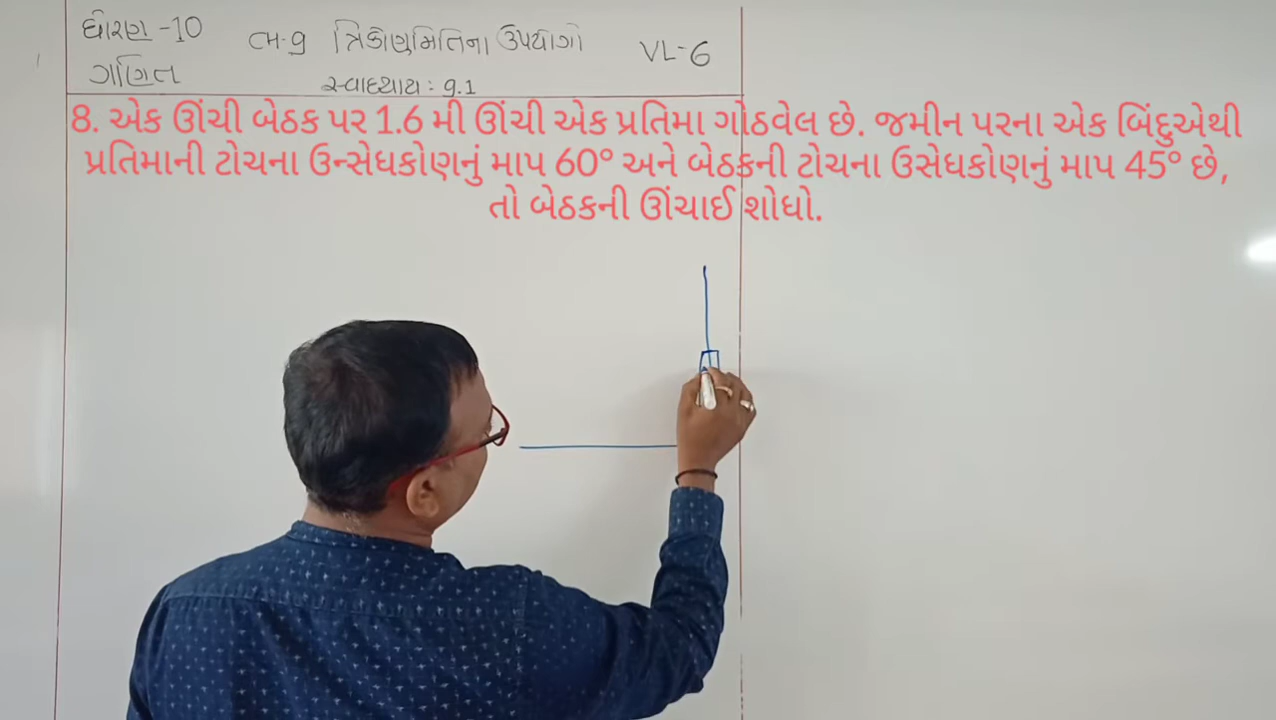 ધોરણ -10
ત્રિકોણમિતિના ઉપયોગો
VL-6
ગણિત
સ્વાધ્યાય : 9.1
8. એક ઊંચી બેઠક પર 1.6 મી ઊંચી એક પ્રતિમા ગોઠવેલ છે. જમીન પરના એક બિંદુએથી
પ્રતિમાની ટોચના ઉન્સેધકોણનું માપ 60° અને બેઠકની ટોચના ઉસેધકોણનું માપ 45° છે,
તો બેઠકની ઊંચાઈ શોધો.